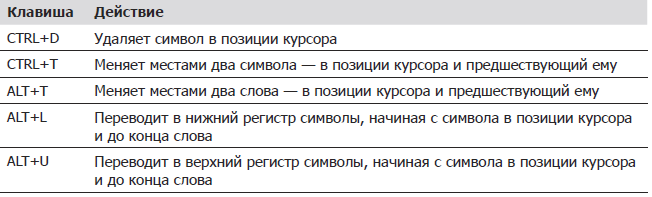 Клавиша Действие
CTRL+D Удаляет символ в позиции курсора
CTRL+T Меняет местами два символа — в позиции курсора и предшествующий ему
ALT+T Меняет местами два слова — в позиции курсора и предшествующий ему
ALT+L Переводит в нижний регистр символы, начиная с символа в позиции курсора
и до конца слова
ALT+U Переводит в верхний регистр символы, начиная с символа в позиции курсора
и до конца слова